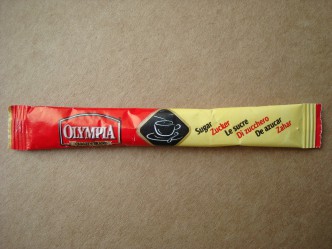 OLYMPIA
Sugar
Zucker
Le sucre
Di zucchero
De azucar
Zahar